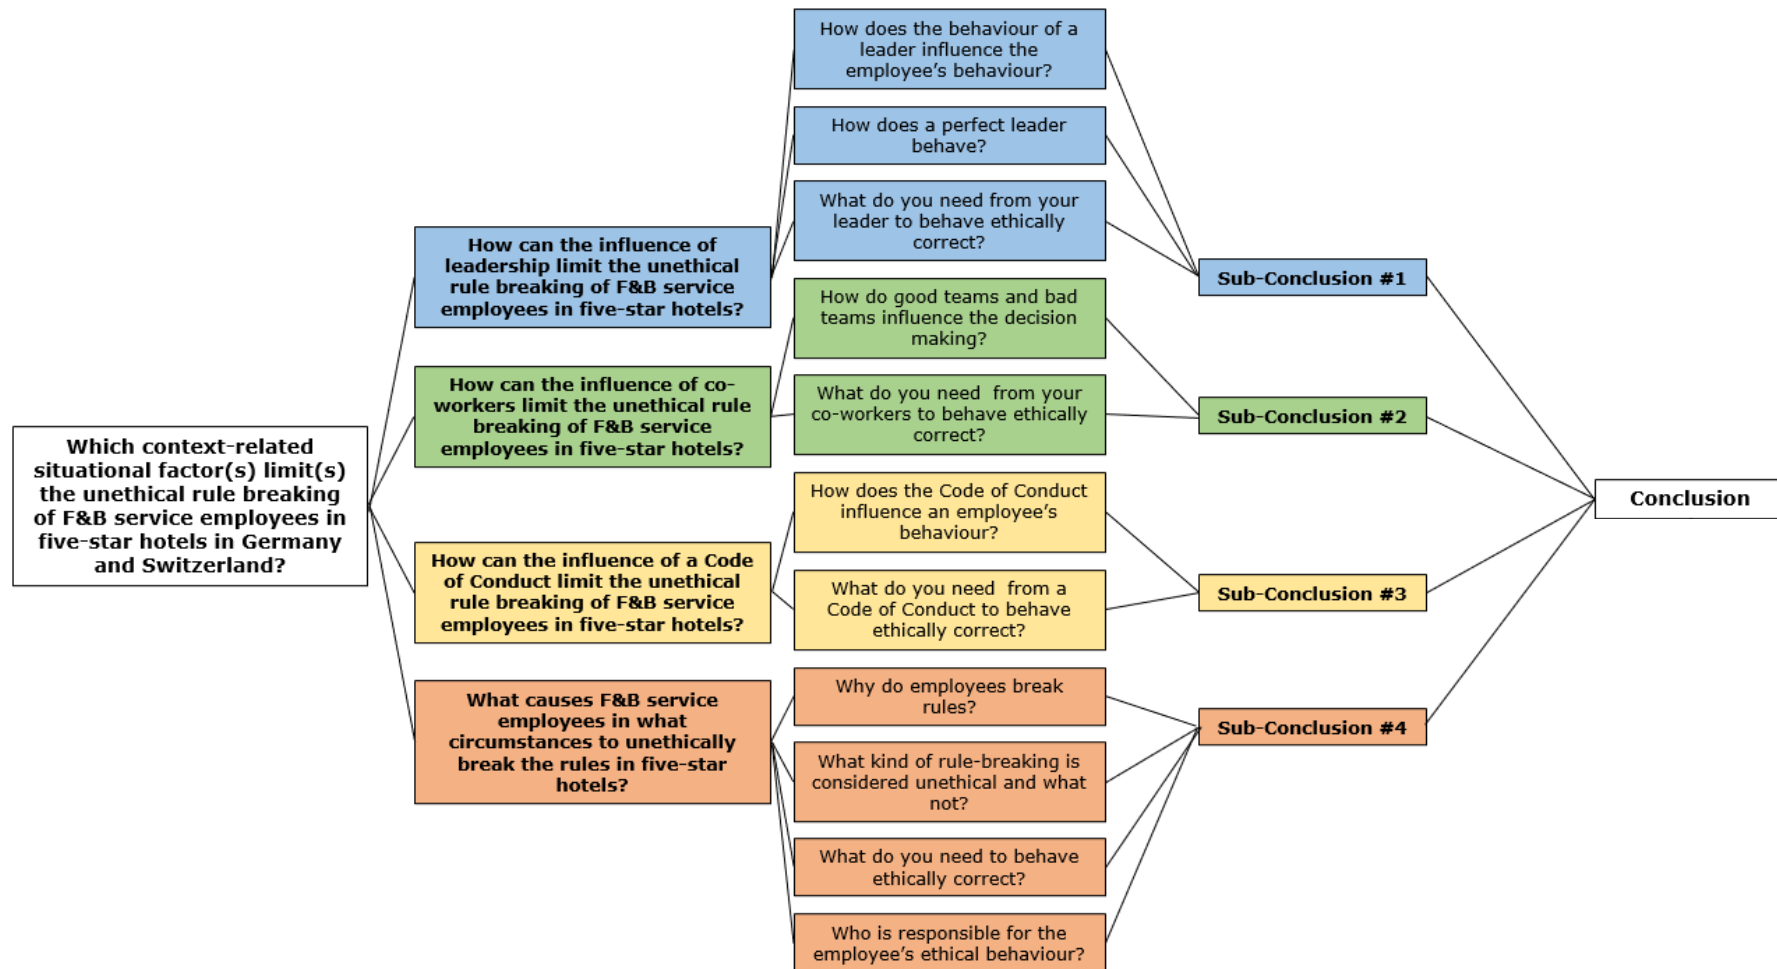 Which context-related
situational factor(s) limit(s)
the unethical rule breaking
of F&B service employees in
five-star hotels in Germany
and Switzerland?
How can the influence of
leadership limit the unethical
rule breaking of F&B service
employees in five-star hotels?
How can the influence of co-
workers limit the unethical rule
breaking of F&B service
employees in five-star hotels?
How can the influence of a Code
of Conduct limit the unethical
rule breaking of F&B service
employees in five-star hotels?
What causes F&B service
employees in what
circumstances to unethically
break the rules in five-star
hotels?
How does the behaviour of a
leader influence the
employee’s behaviour?
How does a perfect leader
behave?
What do you need from your
leader to behave ethically
correct?
How do good teams and bad
teams influence the decision
making?
What do you need  from your
co-workers to behave ethically
correct?
How does the Code of Conduct
influence an employee’s
behaviour?
What do you need  from a
Code of Conduct to behave
ethically correct?
Why do employees break
rules?
What kind of rule-breaking is
considered unethical and what
not?
What do you need to behave
ethically correct?
Who is responsible for the
employee’s ethical behaviour?
Sub-Conclusion #1
Sub-Conclusion #2
Sub-Conclusion #3
Sub-Conclusion #4
Conclusion